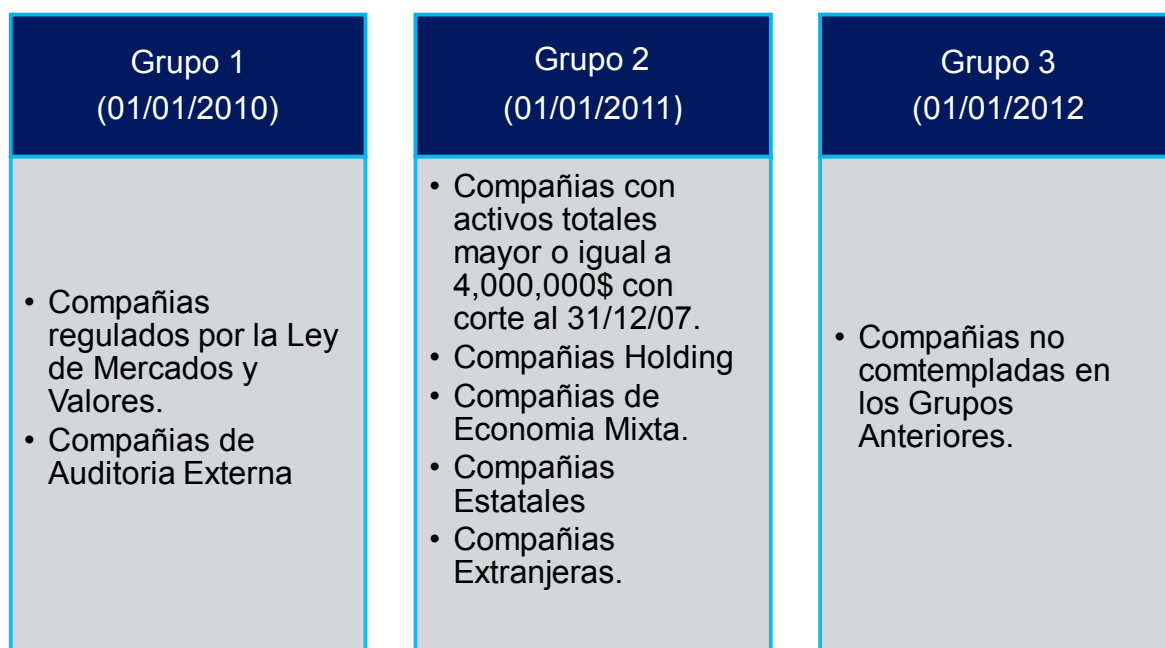 Grupo 1
(01/01/2010)
• Compañias
regulados por la Ley
de Mercados y
Valores.
• Compañias de
Auditoria Externa
Grupo 2
(01/01/2011)
• Compañias con
activos totales
mayor o igual a
4,000,000$ con
corte al 31/12/07.
• Compañias Holding
• Compañias de
Economia Mixta.
• Compañias
Estatales
• Compañias
Extranjeras.
Grupo 3
(01/01/2012
• Compañias no
comtempladas en
los Grupos
Anteriores.